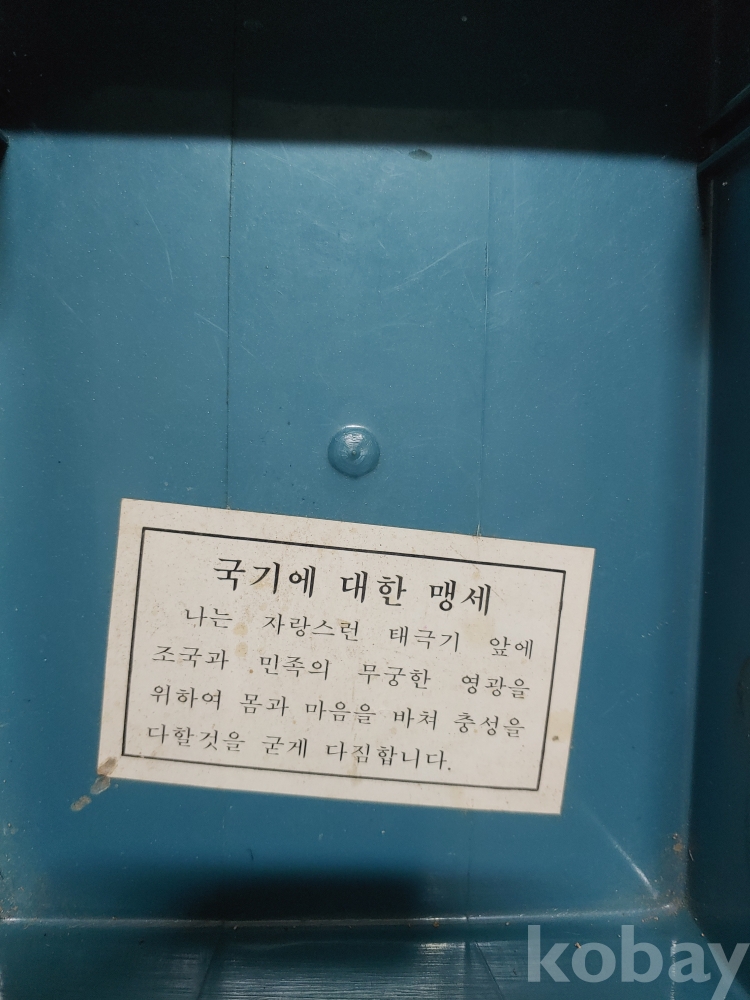 국기에 대한 맹세
나는 자랑스런 태극기 앞에
조국과 민족의 무궁한 영광을
위하여 몸과 마음을 바쳐 충성을
다할것을 굳게 다짐합니다.
kobay